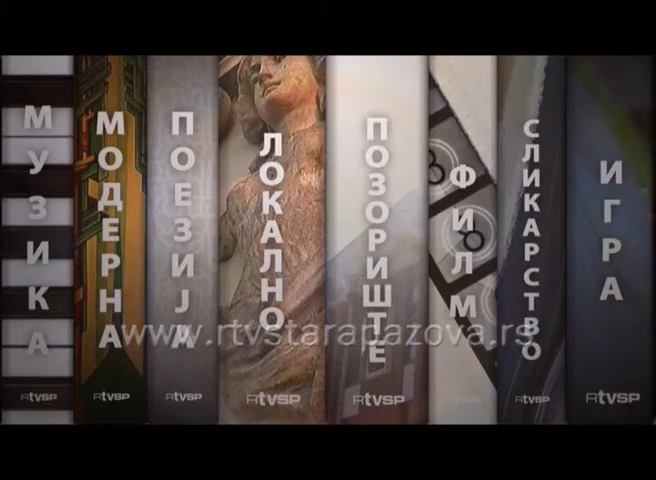 МУЗИКА
МОДЕРНА
ПОЕЗИЈА
ЛОКАЛНО
ПОЗОРИШТЕ
ФИЛМ
СЛИКАРСТВО
ИГРА
www.rtvstarapazova.rs
RTVSP
RTVSP
RTVSP
RTVSP
RTVSP
RTVSP
RTVSP